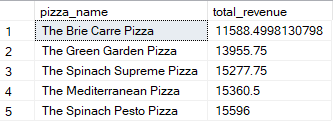 pizza_name total_revenue
1 The Brie Carre Pizza 11588.4998130798
2 The Green Garden Pizza 13955.75
3 The Spinach Supreme Pizza 15277.75
4 The Mediterranean Pizza 15360.5
5 The Spinach Pesto Pizza 15596